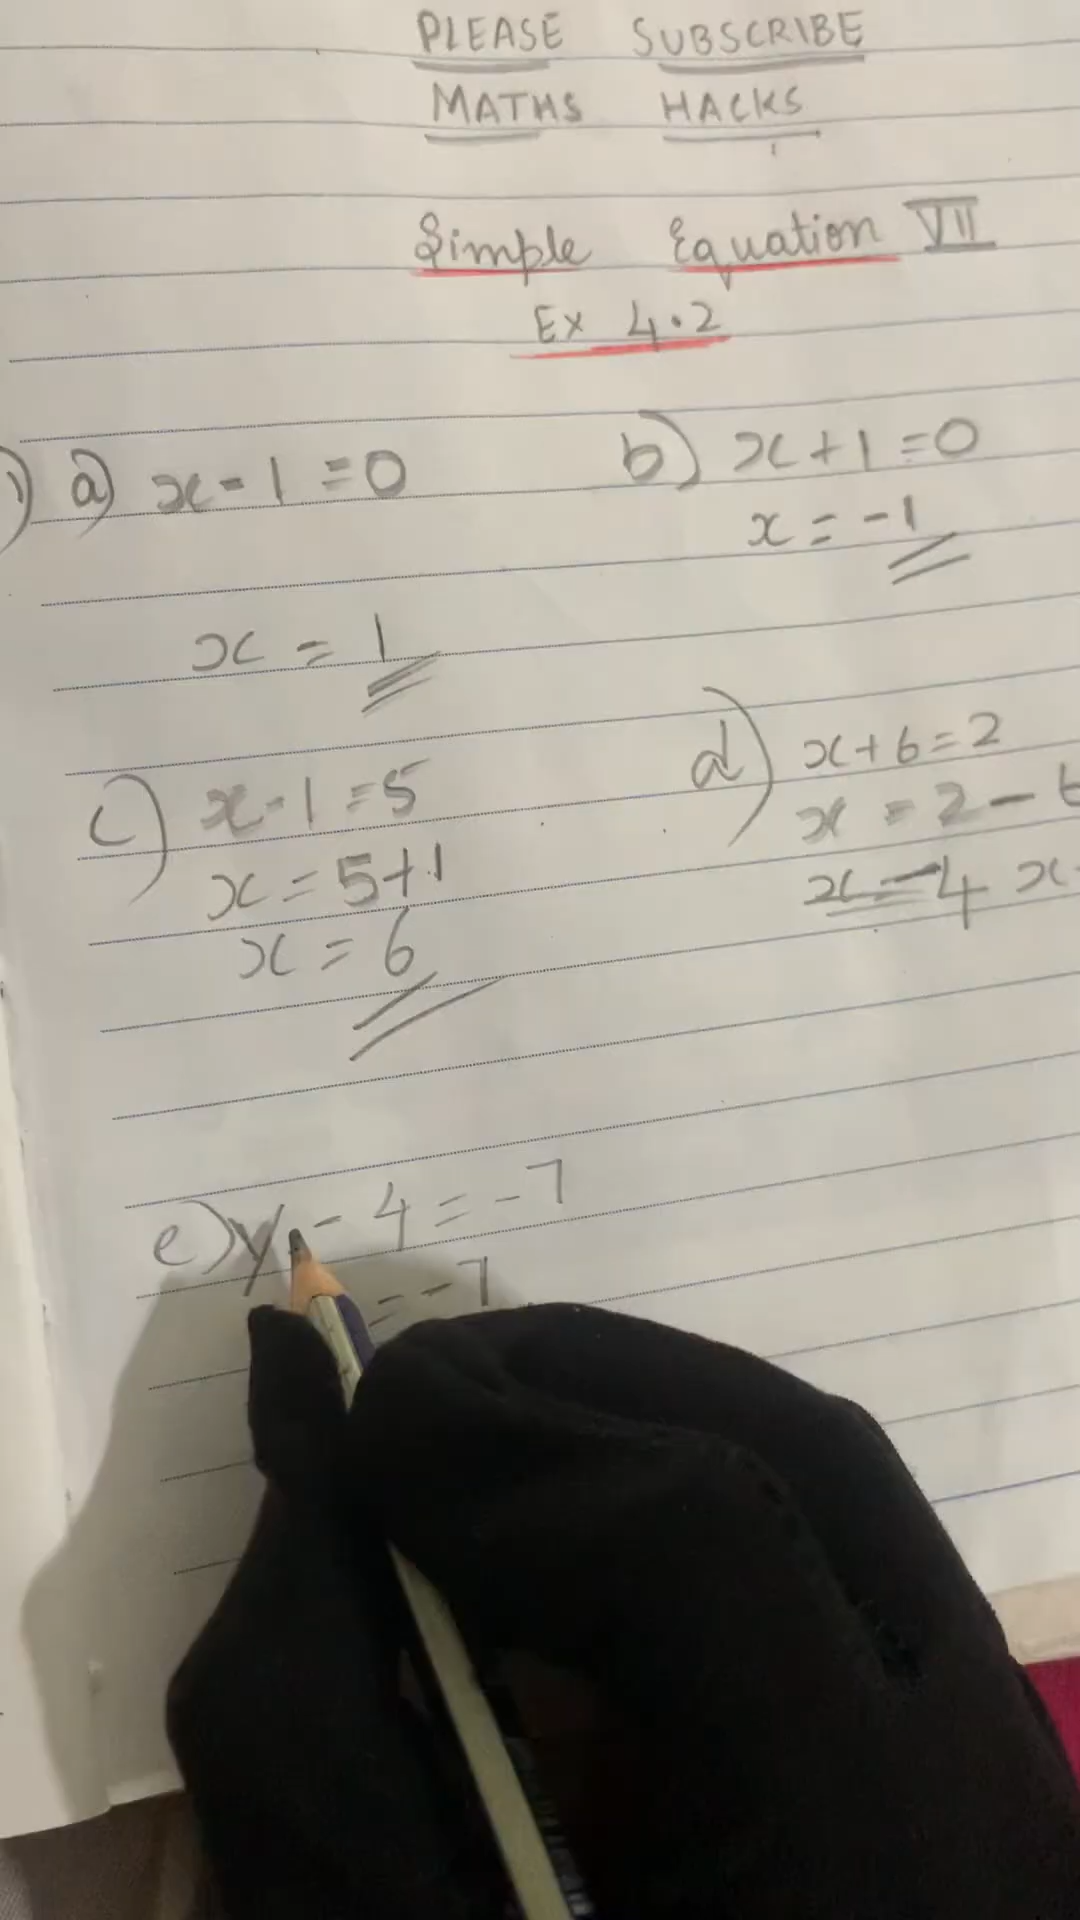 PLEASE SUBSCRIBE
MATHS HACKS
Simple Equation VII
Ex 4.2
1) a) x - 1 = 0
x = 1
b) x + 1 = 0
x = -1
c) x - 1 = 5
x = 5 + 1
x = 6
d) x + 6 = 2
x = 2 - 6
x = -4 x
e) y - 4 = -7
= -7